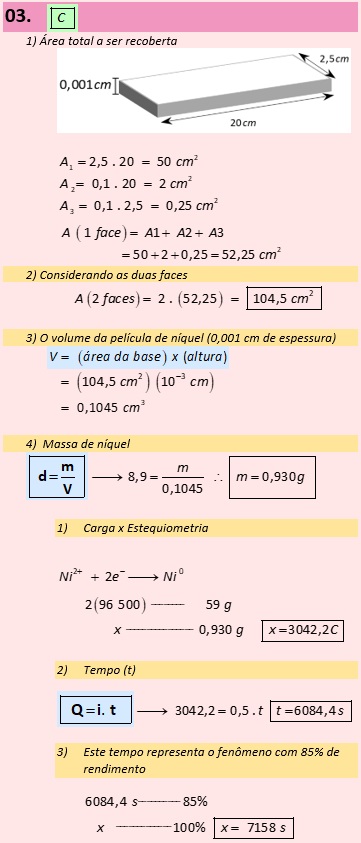 03. C
1) Área total a ser recoberta
2,5cm
0,001cm
20cm
A₁ = 2,5 . 20 = 50 cm²
A₂= 0,1 . 20 = 2 cm²
A₃ = 0,1 . 2,5 = 0,25 cm²
A (1 face)= A1+ A2+ A3
= 50+2+0,25=52,25 cm²
2) Considerando as duas faces
A(2 faces)= 2 . (52,25) = 104,5 cm²
3) O volume da película de níquel (0,001 cm de espessura)
V = (área da base) x (altura)
= (104,5 cm²) (10⁻³ cm)
= 0,1045 cm³
4) Massa de níquel
d = m/V ⟶ 8,9 = m/0,1045 ∴ m = 0,930g
1) Carga x Estequiometria
Ni²⁺ + 2e⁻ ⟶ Ni⁰
2(96 500) ——— 59 g
x ————— 0,930 g x=3042,2C
2) Tempo (t)
Q=i. t ⟶ 3042,2= 0,5 . t t =6084,4s
3) Este tempo representa o fenômeno com 85% de
rendimento
6084,4 s———85%
x ———100% x = 7158 s